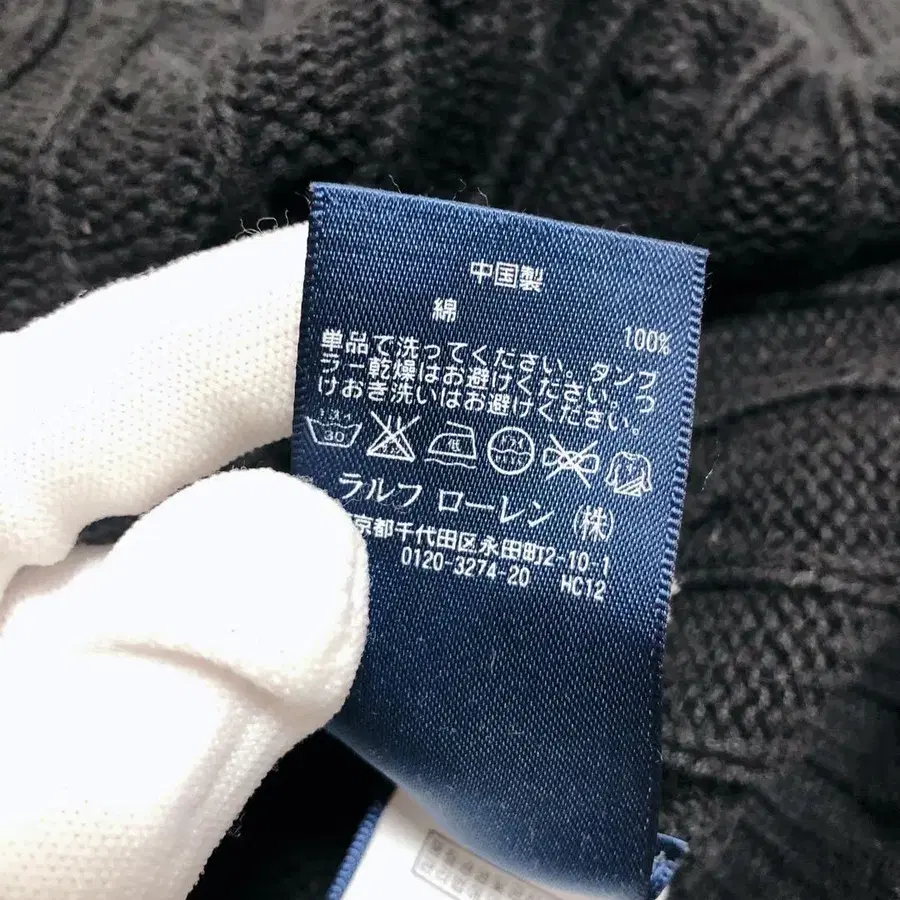 中国製
綿 100%
単品で洗ってください。タンブ
ラー乾燥はお避けください。つ
けおき洗いはお避けください。
30 低
ラルフ ローレン (株)
京都千代田区永田町2-10-1
0120-3274-20 HC12